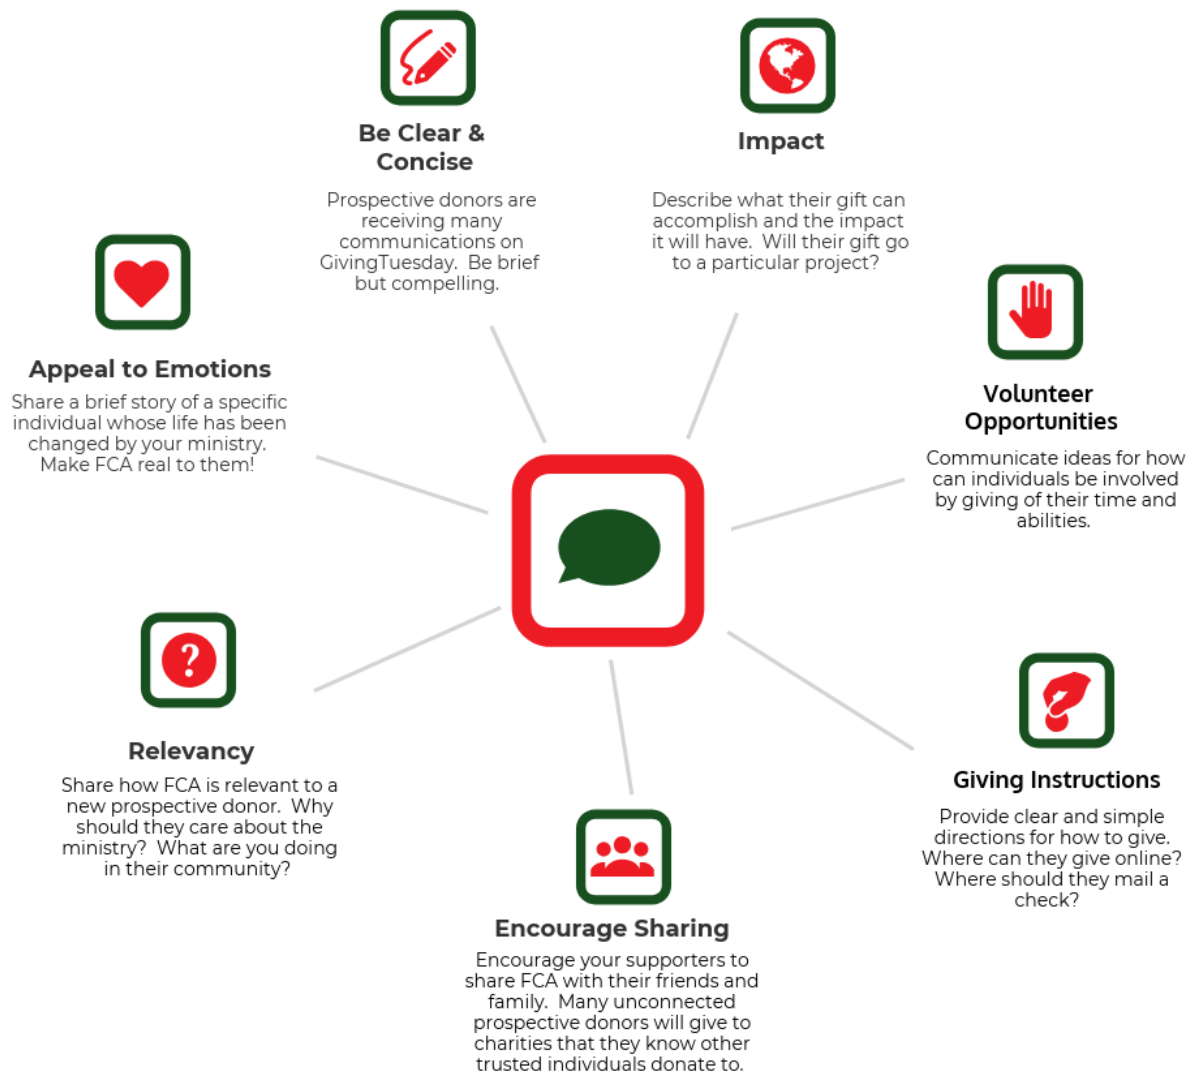 Be Clear &
Concise
Prospective donors are
receiving many
communications on
GivingTuesday.  Be brief
but compelling.
Impact
Describe what their gift can
accomplish and the impact
it will have.  Will their gift go
to a particular project?
Appeal to Emotions
Share a brief story of a specific
individual whose life has been
changed by your ministry.
Make FCA real to them!
Volunteer
Opportunities
Communicate ideas for how
can individuals be involved
by giving of their time and
abilities.
?
Relevancy
Share how FCA is relevant to a
new prospective donor.  Why
should they care about the
ministry?  What are you doing
in their community?
Giving Instructions
Provide clear and simple
directions for how to give.
Where can they give online?
Where should they mail a
check?
Encourage Sharing
Encourage your supporters to
share FCA with their friends and
family.  Many unconnected
prospective donors will give to
charities that they know other
trusted individuals donate to.